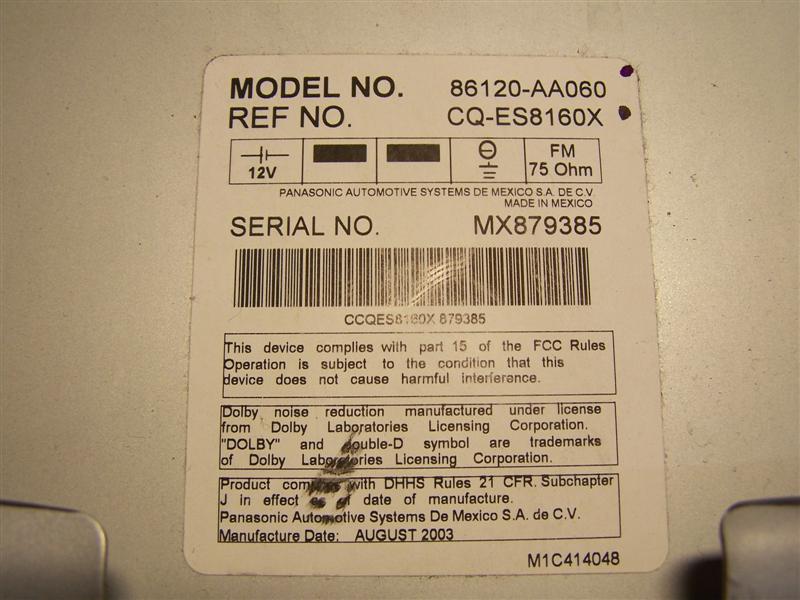 MODEL NO. 86120-AA060
REF NO. CQ-ES8160X
12V FM 75 Ohm
PANASONIC AUTOMOTIVE SYSTEMS DE MEXICO S.A. DE C.V.
MADE IN MEXICO
SERIAL NO. MX879385
CCQES8160X 879385
This device complies with part 15 of the FCC Rules
Operation is subject to the condition that this
device does not cause harmful interference.
Dolby noise reduction manufactured under license
from Dolby Laboratories Licensing Corporation.
"DOLBY" and double-D symbol are trademarks
of Dolby Laboratories Licensing Corporation.
Product complies with DHHS Rules 21 CFR. Subchapter
J in effect as of date of manufacture.
Panasonic Automotive Systems De Mexico S.A. de C.V.
Manufacture Date: AUGUST 2003
M1C414048